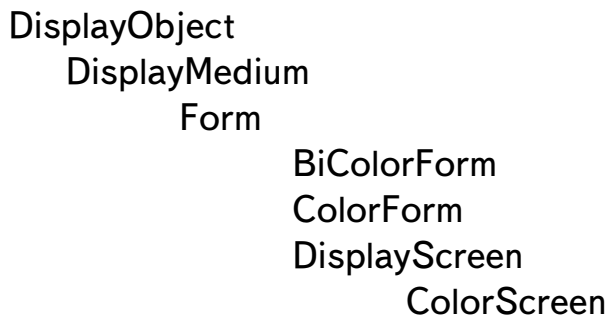 DisplayObject
DisplayMedium
Form
BiColorForm
ColorForm
DisplayScreen
ColorScreen